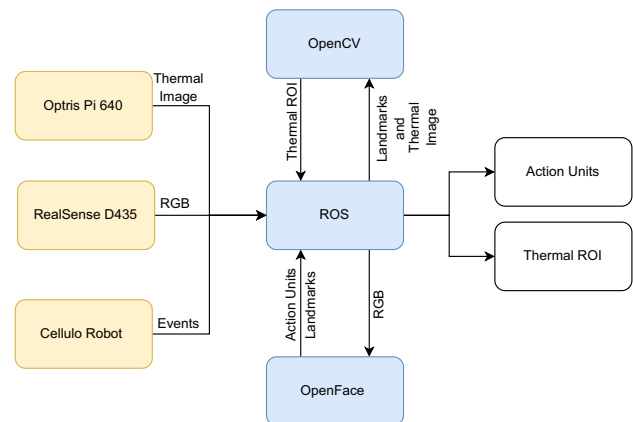 OpenCV
Thermal
Image
Optris Pi 640
Thermal ROI
Landmarks
and
Thermal
Image
Action Units
RealSense D435
RGB
ROS
Thermal ROI
Cellulo Robot
Events
Action Units
Landmarks
RGB
OpenFace